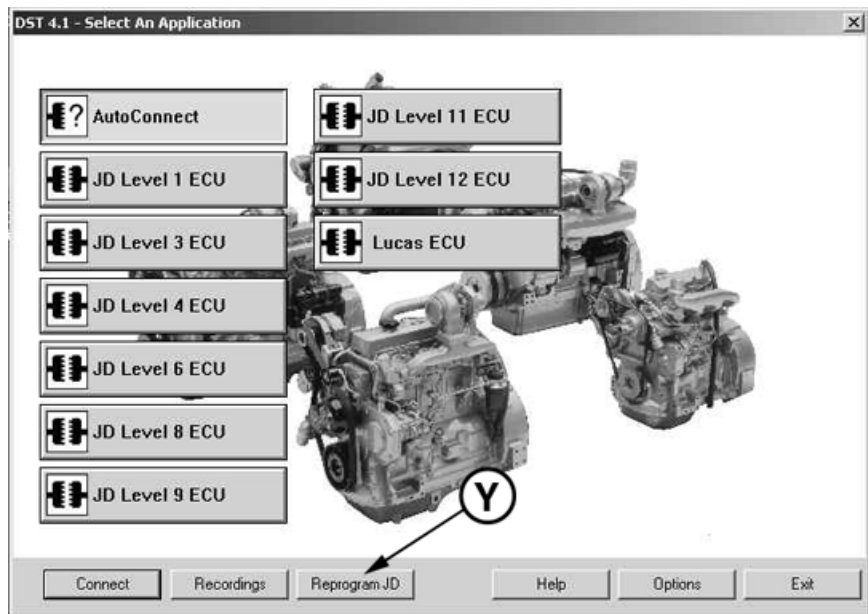 DST 4.1 - Select An Application
AutoConnect
JD Level 1 ECU
JD Level 3 ECU
JD Level 4 ECU
JD Level 6 ECU
JD Level 8 ECU
JD Level 9 ECU
JD Level 11 ECU
JD Level 12 ECU
Lucas ECU
Y
Connect
Recordings
Reprogram JD
Help
Options
Exit